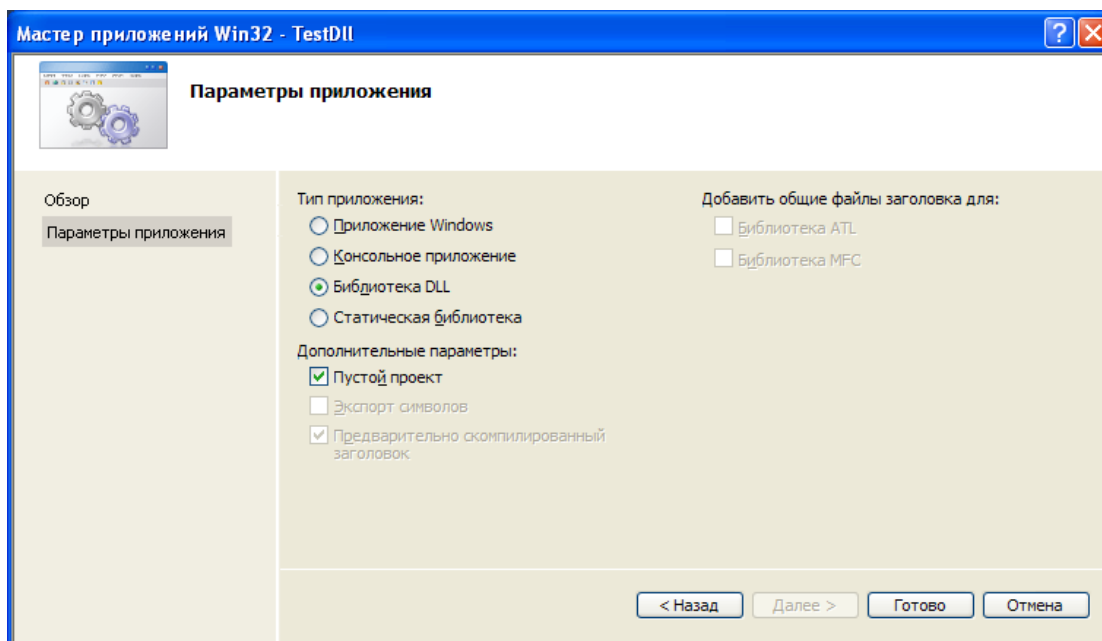 Мастер приложений Win32 - TestDll
Параметры приложения
Обзор
Параметры приложения
Тип приложения:
Приложение Windows
Консольное приложение
Библиотека DLL
Статическая библиотека
Дополнительные параметры:
Пустой проект
Экспорт символов
Предварительно скомпилированный
заголовок
Добавить общие файлы заголовка для:
Библиотека ATL
Библиотека MFC
< Назад
Далее >
Готово
Отмена